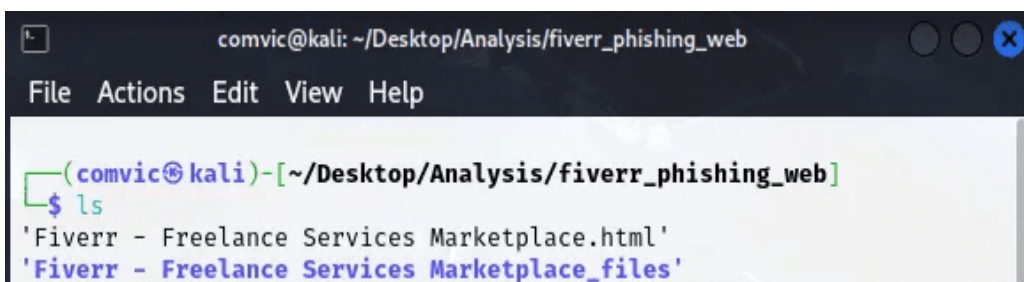 comvic@kali: ~/Desktop/Analysis/fiverr_phishing_web
File Actions Edit View Help
(comvic㉿kali)-[~/Desktop/Analysis/fiverr_phishing_web]
$ ls
'Fiverr - Freelance Services Marketplace.html'
'Fiverr - Freelance Services Marketplace_files'